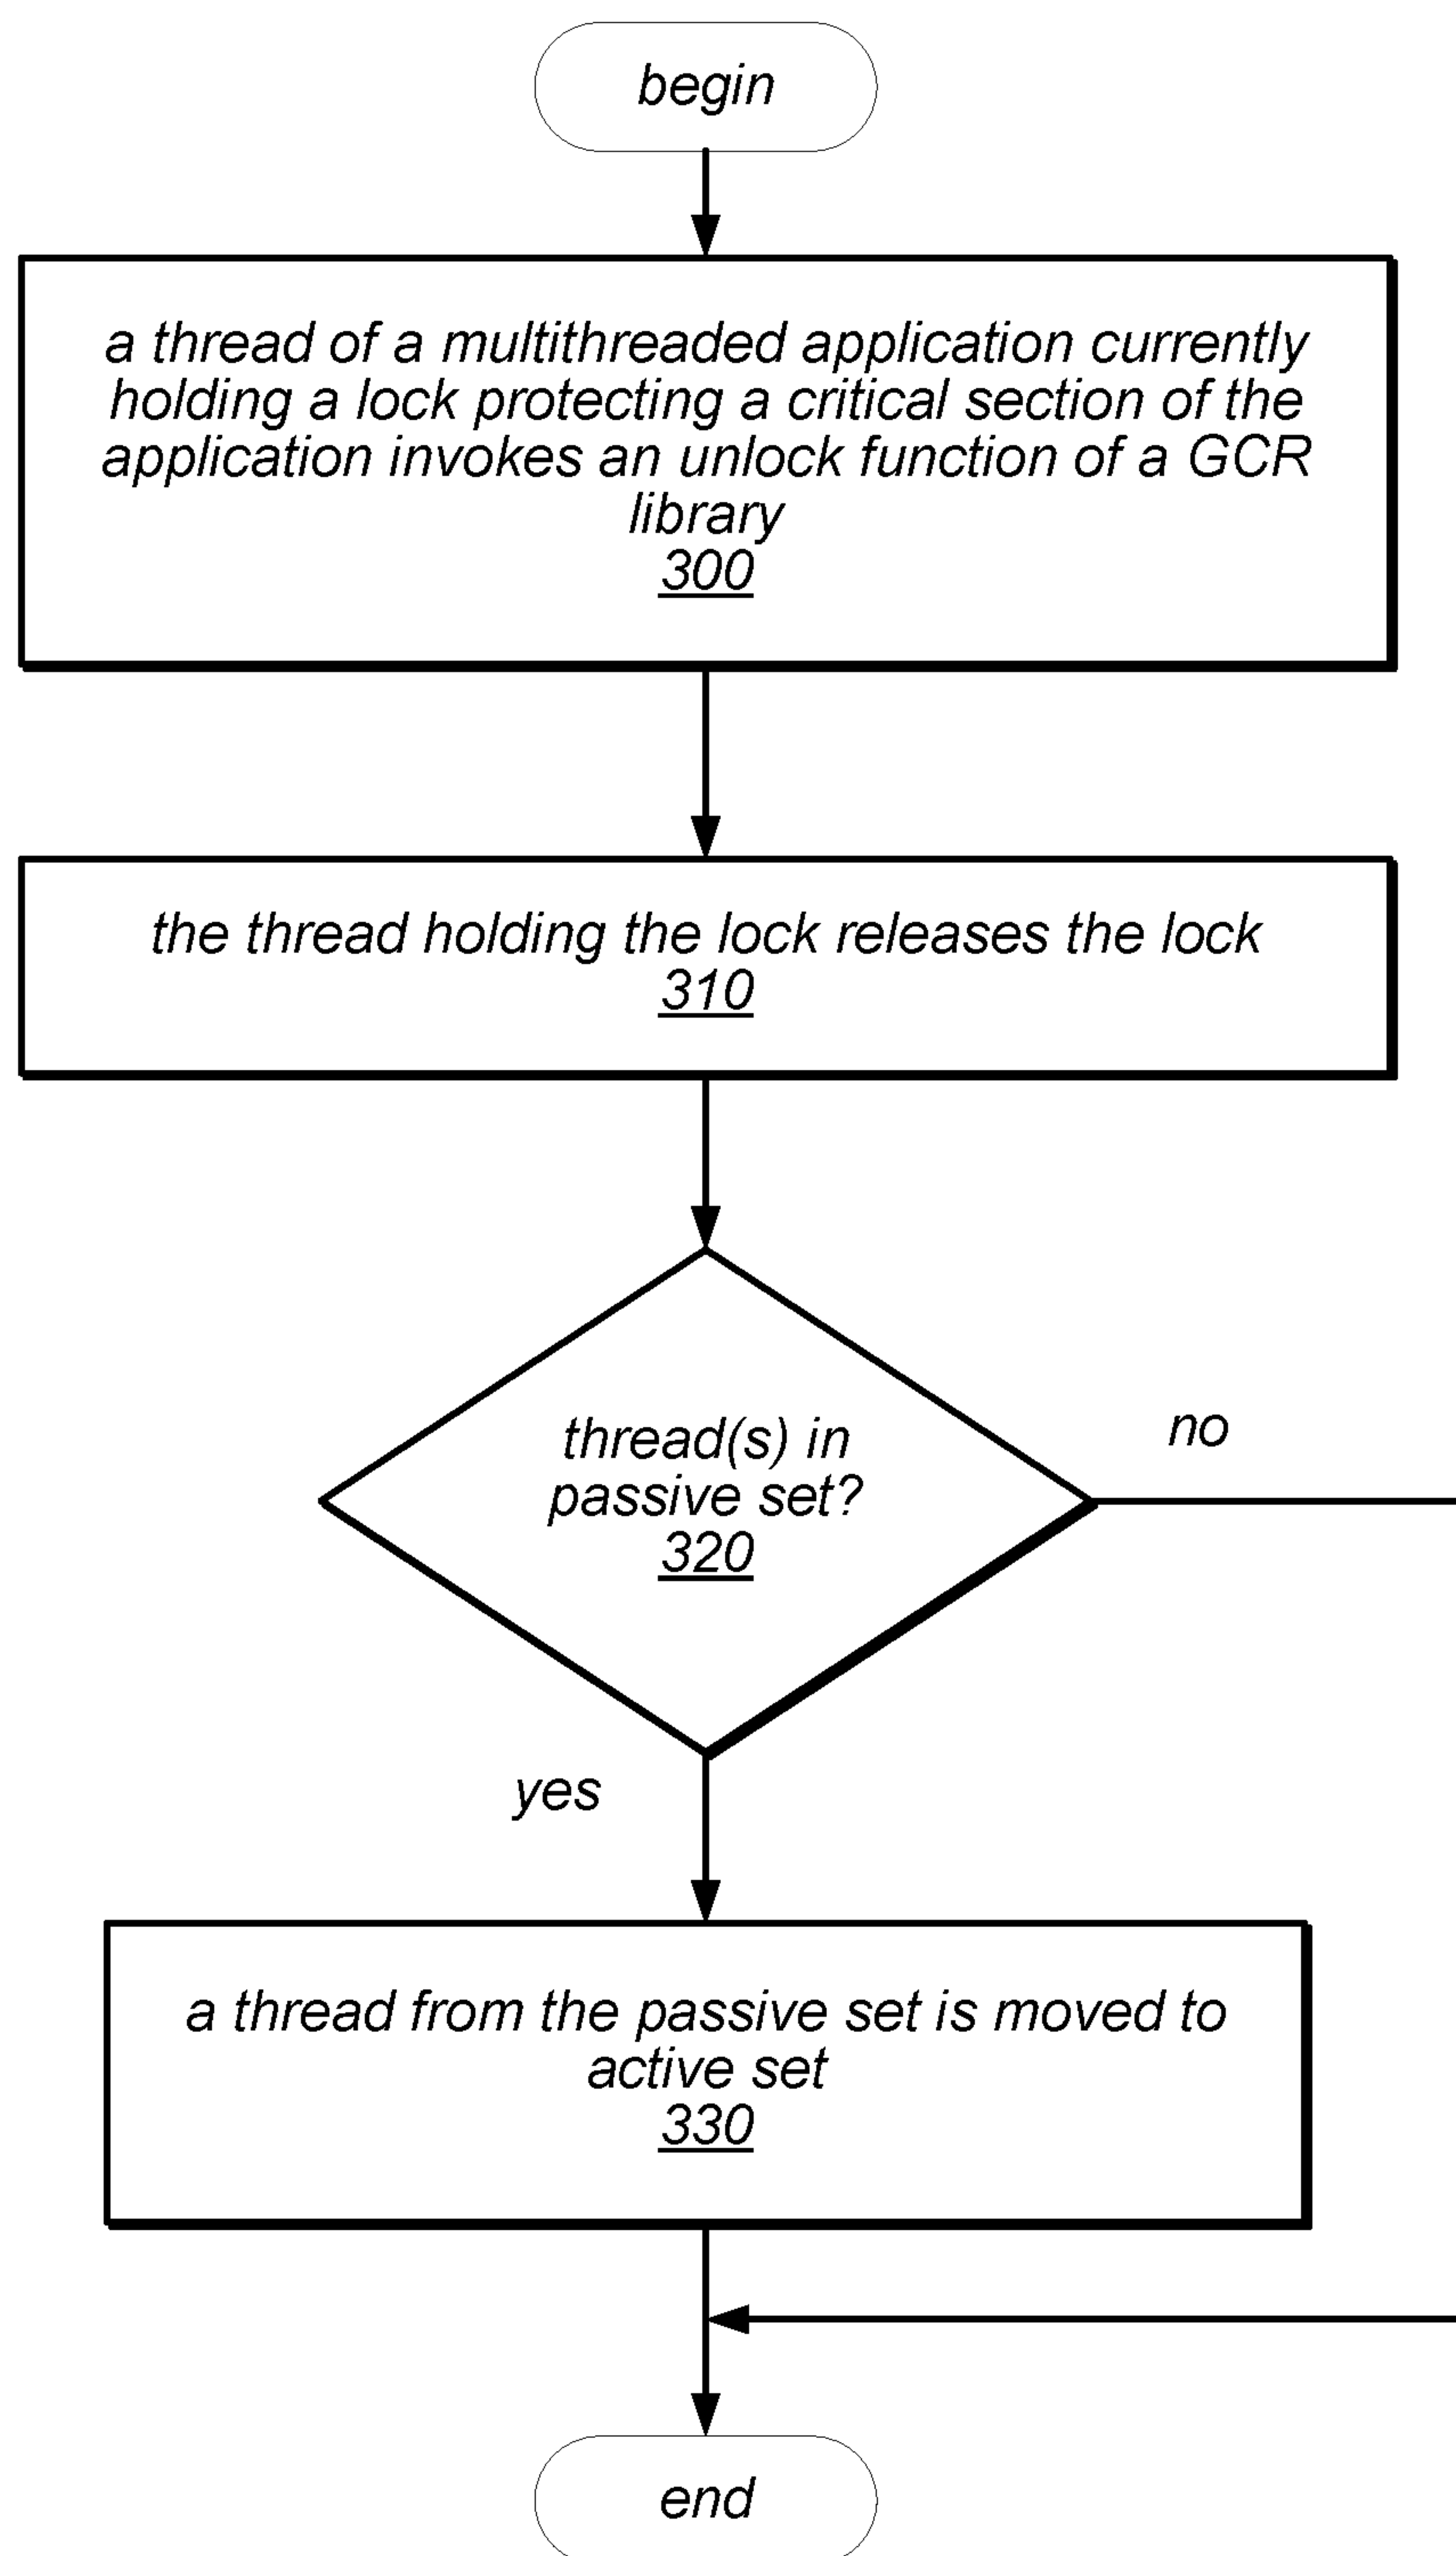 begin
a thread of a multithreaded application currently
holding a lock protecting a critical section of the
application invokes an unlock function of a GCR
library
300
the thread holding the lock releases the lock
310
thread(s) in
passive set?
320
no
yes
a thread from the passive set is moved to
active set
330
end